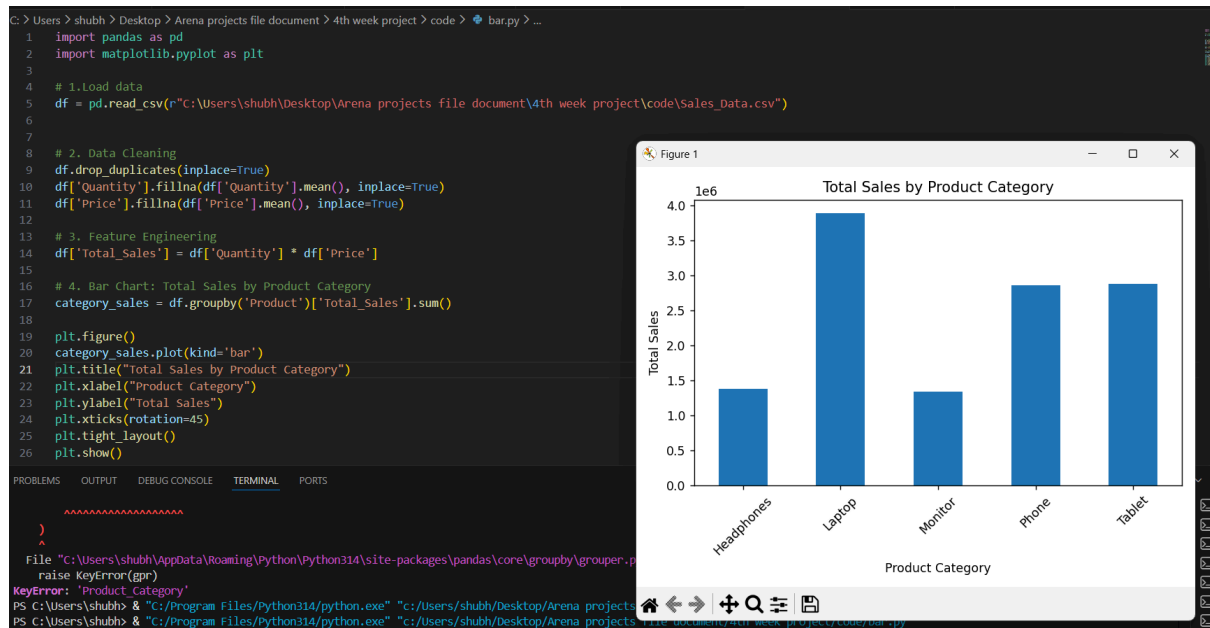 C: > Users > shubh > Desktop > Arena projects file document > 4th week project > code > bar.py > ...
1 import pandas as pd
2 import matplotlib.pyplot as plt
3
4 # 1.Load data
5 df = pd.read_csv(r"C:\Users\shubh\Desktop\Arena projects file document\4th week project\code\Sales_Data.csv")
6
7
8 # 2. Data Cleaning
9 df.drop_duplicates(inplace=True)
10 df['Quantity'].fillna(df['Quantity'].mean(), inplace=True)
11 df['Price'].fillna(df['Price'].mean(), inplace=True)
12
13 # 3. Feature Engineering
14 df['Total_Sales'] = df['Quantity'] * df['Price']
15
16 # 4. Bar Chart: Total Sales by Product Category
17 category_sales = df.groupby('Product')['Total_Sales'].sum()
18
19 plt.figure()
20 category_sales.plot(kind='bar')
21 plt.title("Total Sales by Product Category")
22 plt.xlabel("Product Category")
23 plt.ylabel("Total Sales")
24 plt.xticks(rotation=45)
25 plt.tight_layout()
26 plt.show()
PROBLEMS OUTPUT DEBUG CONSOLE TERMINAL PORTS
^^^^^^^^^^^^^^^^^^^
)
^
File "C:\Users\shubh\AppData\Roaming\Python\Python314\site-packages\pandas\core\groupby\grouper.p
raise KeyError(gpr)
KeyError: 'Product_Category'
PS C:\Users\shubh> & "C:/Program Files/Python314/python.exe" "c:/Users/shubh/Desktop/Arena projects
PS C:\Users\shubh> & "C:/Program Files/Python314/python.exe" "c:/Users/shubh/Desktop/Arena projects file document/4th week project/code/bar.py
Figure 1
Total Sales by Product Category
1e6
4.0
3.5
3.0
2.5
2.0
1.5
1.0
0.5
0.0
Total Sales
Headphones
Laptop
Monitor
Phone
Tablet
Product Category